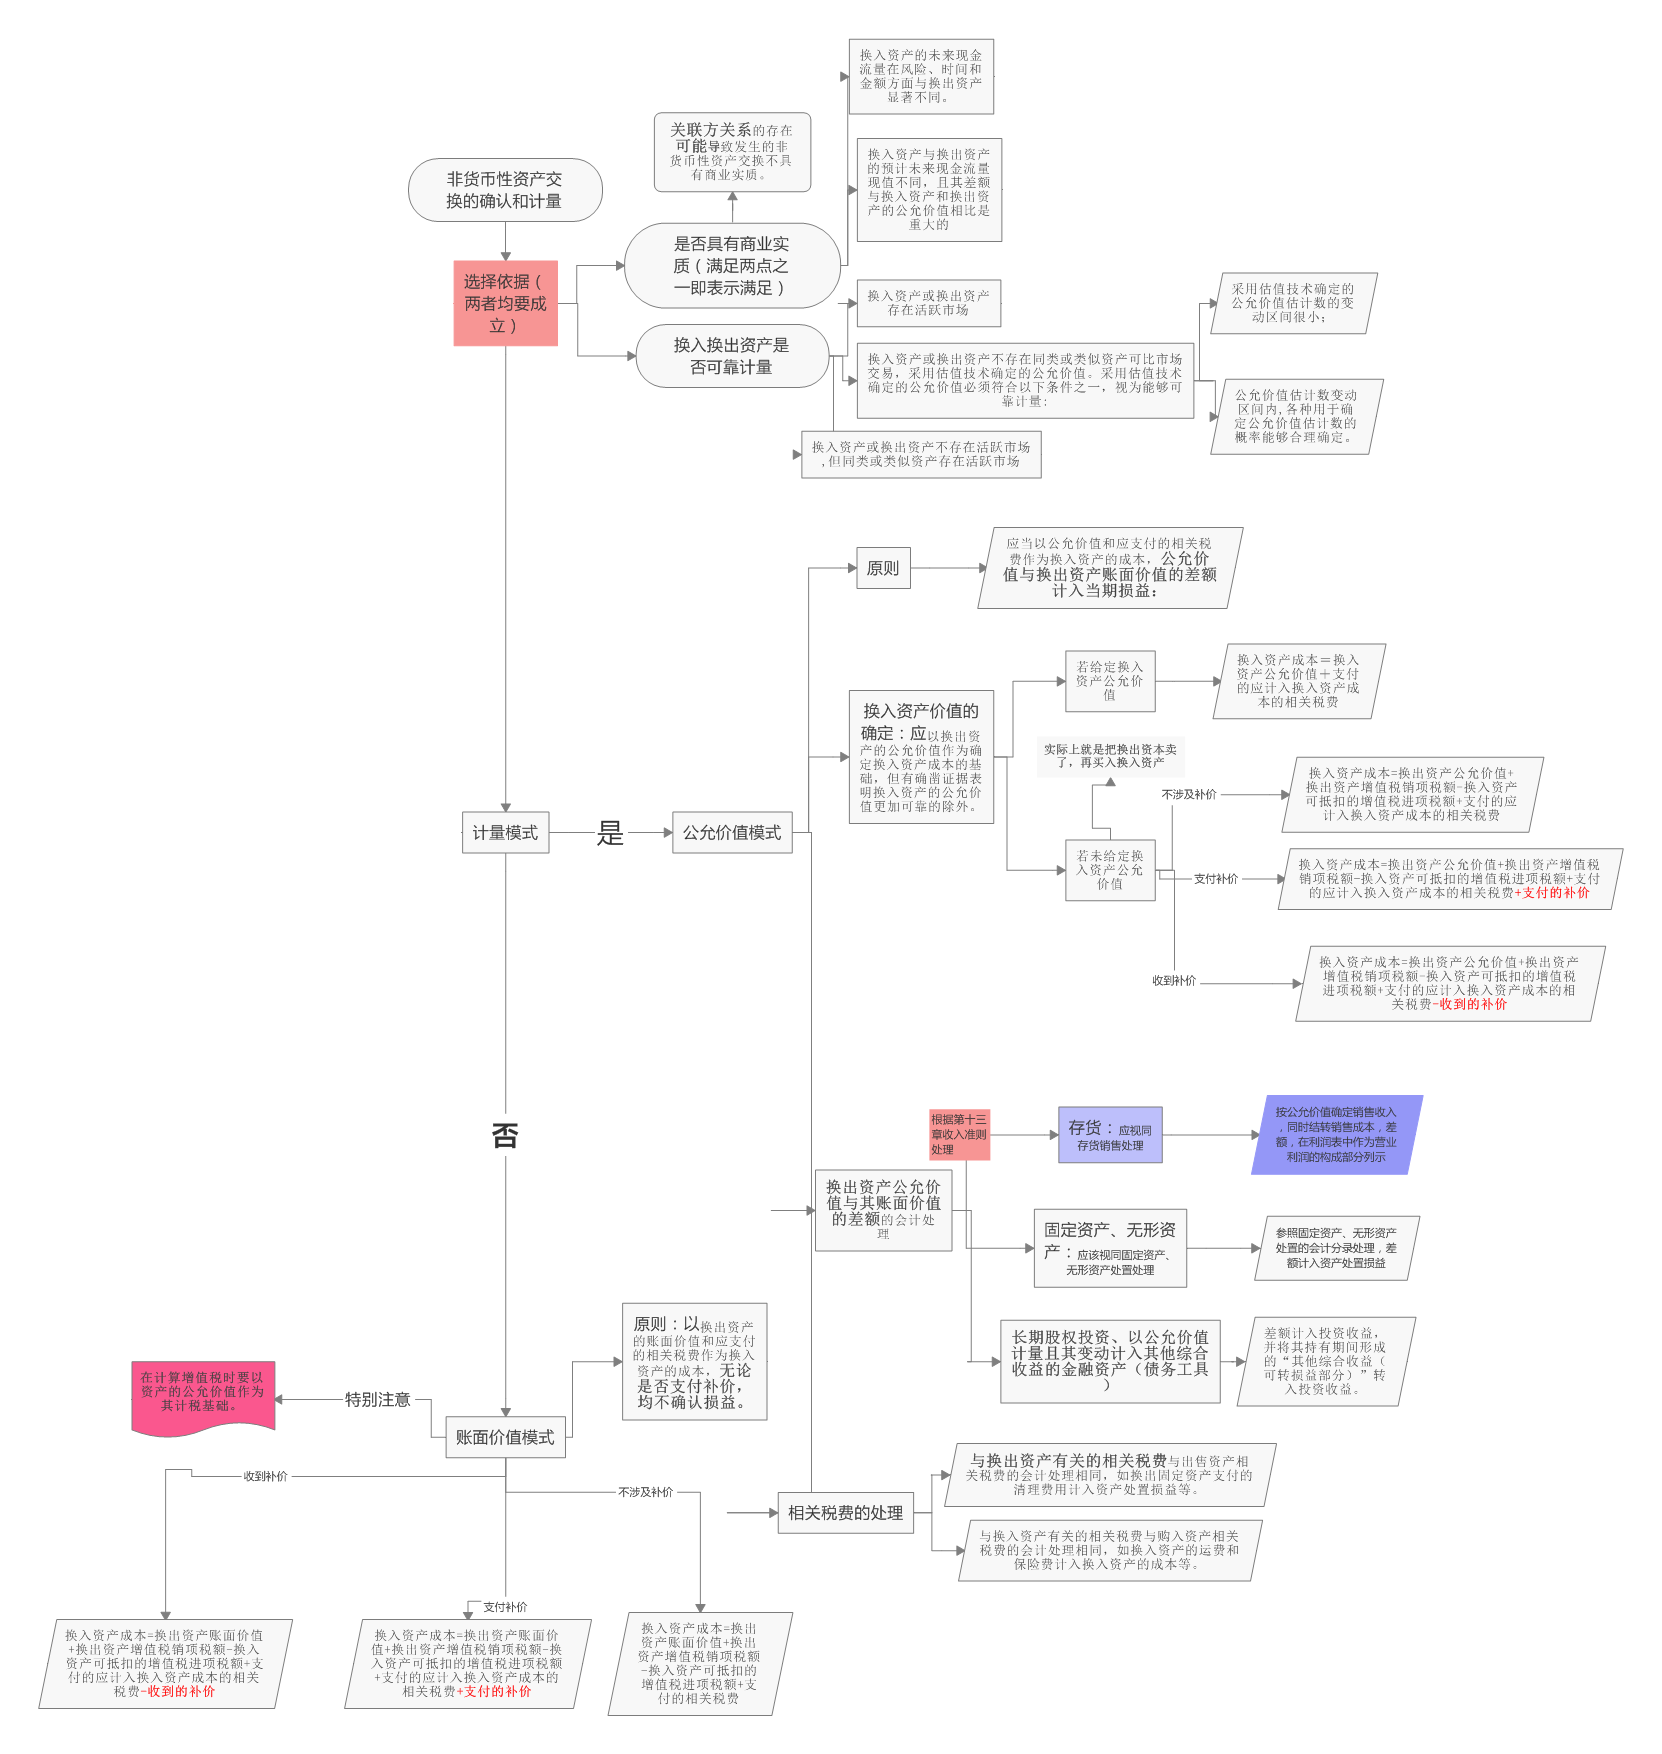 换入资产的未来现金
流量在风险、时间和
金额方面与换出资产
显著不同。
关联方关系的存在
可能导致发生的非
货币性资产交换不具
有商业实质。
换入资产与换出资产
的预计未来现金流量
现值不同，且其差额
与换入资产和换出资
产的公允价值相比是
重大的
非货币性资产交
换的确认和计量
是否具有商业实
质（满足两点之
一即表示满足）
选择依据（
两者均要成
立）
换入资产或换出资产
存在活跃市场
采用估值技术确定的
公允价值估计数的变
动区间很小；
换入换出资产是
否可靠计量
换入资产或换出资产不存在同类或类似资产可比市场
交易，采用估值技术确定的公允价值。采用估值技术
确定的公允价值必须符合以下条件之一，视为能够可
靠计量:
公允价值估计数变动
区间内,各种用于确
定公允价值估计数的
概率能够合理确定。
换入资产或换出资产不存在活跃市场
,但同类或类似资产存在活跃市场
原则
应当以公允价值和应支付的相关税
费作为换入资产的成本，公允价
值与换出资产账面价值的差额
计入当期损益：
换入资产价值的
确定：应以换出资
产的公允价值作为确
定换入资产成本的基
础，但有确凿证据表
明换入资产的公允价
值更加可靠的除外。
若给定换入
资产公允价
值
换入资产成本＝换入
资产公允价值＋支付
的应计入换入资产成
本的相关税费
实际上就是把换出资本卖
了，再买入换入资产
不涉及补价
换入资产成本=换出资产公允价值+
换出资产增值税销项税额-换入资产
可抵扣的增值税进项税额+支付的应
计入换入资产成本的相关税费
计量模式
是
公允价值模式
若未给定换
入资产公允
价值
支付补价
换入资产成本=换出资产公允价值+换出资产增值税
销项税额-换入资产可抵扣的增值税进项税额+支付
的应计入换入资产成本的相关税费+支付的补价
收到补价
换入资产成本=换出资产公允价值+换出资产
增值税销项税额-换入资产可抵扣的增值税
进项税额+支付的应计入换入资产成本的相
关税费-收到的补价
否
根据第十三
章收入准则
处理
存货：应视同
存货销售处理
按公允价值确定销售收入
，同时结转销售成本，差
额，在利润表中作为营业
利润的构成部分列示
换出资产公允价
值与其账面价值
的差额的会计处
理
固定资产、无形资
产：应该视同固定资产、
无形资产处置处理
参照固定资产、无形资产
处置的会计分录处理，差
额计入资产处置损益
长期股权投资、以公允价值
计量且其变动计入其他综合
收益的金融资产（债务工具
）
差额计入投资收益，
并将其持有期间形成
的“其他综合收益（
可转损益部分）”转
入投资收益。
原则：以换出资产
的账面价值和应支付
的相关税费作为换入
资产的成本，无论
是否支付补价，
均不确认损益。
在计算增值税时要以
资产的公允价值作为
其计税基础。
特别注意
账面价值模式
收到补价
不涉及补价
相关税费的处理
与换出资产有关的相关税费与出售资产相
关税费的会计处理相同，如换出固定资产支付的
清理费用计入资产处置损益等。
与换入资产有关的相关税费与购入资产相关
税费的会计处理相同，如换入资产的运费和
保险费计入换入资产的成本等。
支付补价
换入资产成本=换出资产账面价值
+换出资产增值税销项税额-换入
资产可抵扣的增值税进项税额+支
付的应计入换入资产成本的相关
税费-收到的补价
换入资产成本=换出资产账面价
值+换出资产增值税销项税额-换
入资产可抵扣的增值税进项税额
+支付的应计入换入资产成本的
相关税费+支付的补价
换入资产成本=换出
资产账面价值+换出
资产增值税销项税额
-换入资产可抵扣的
增值税进项税额+支
付的相关税费